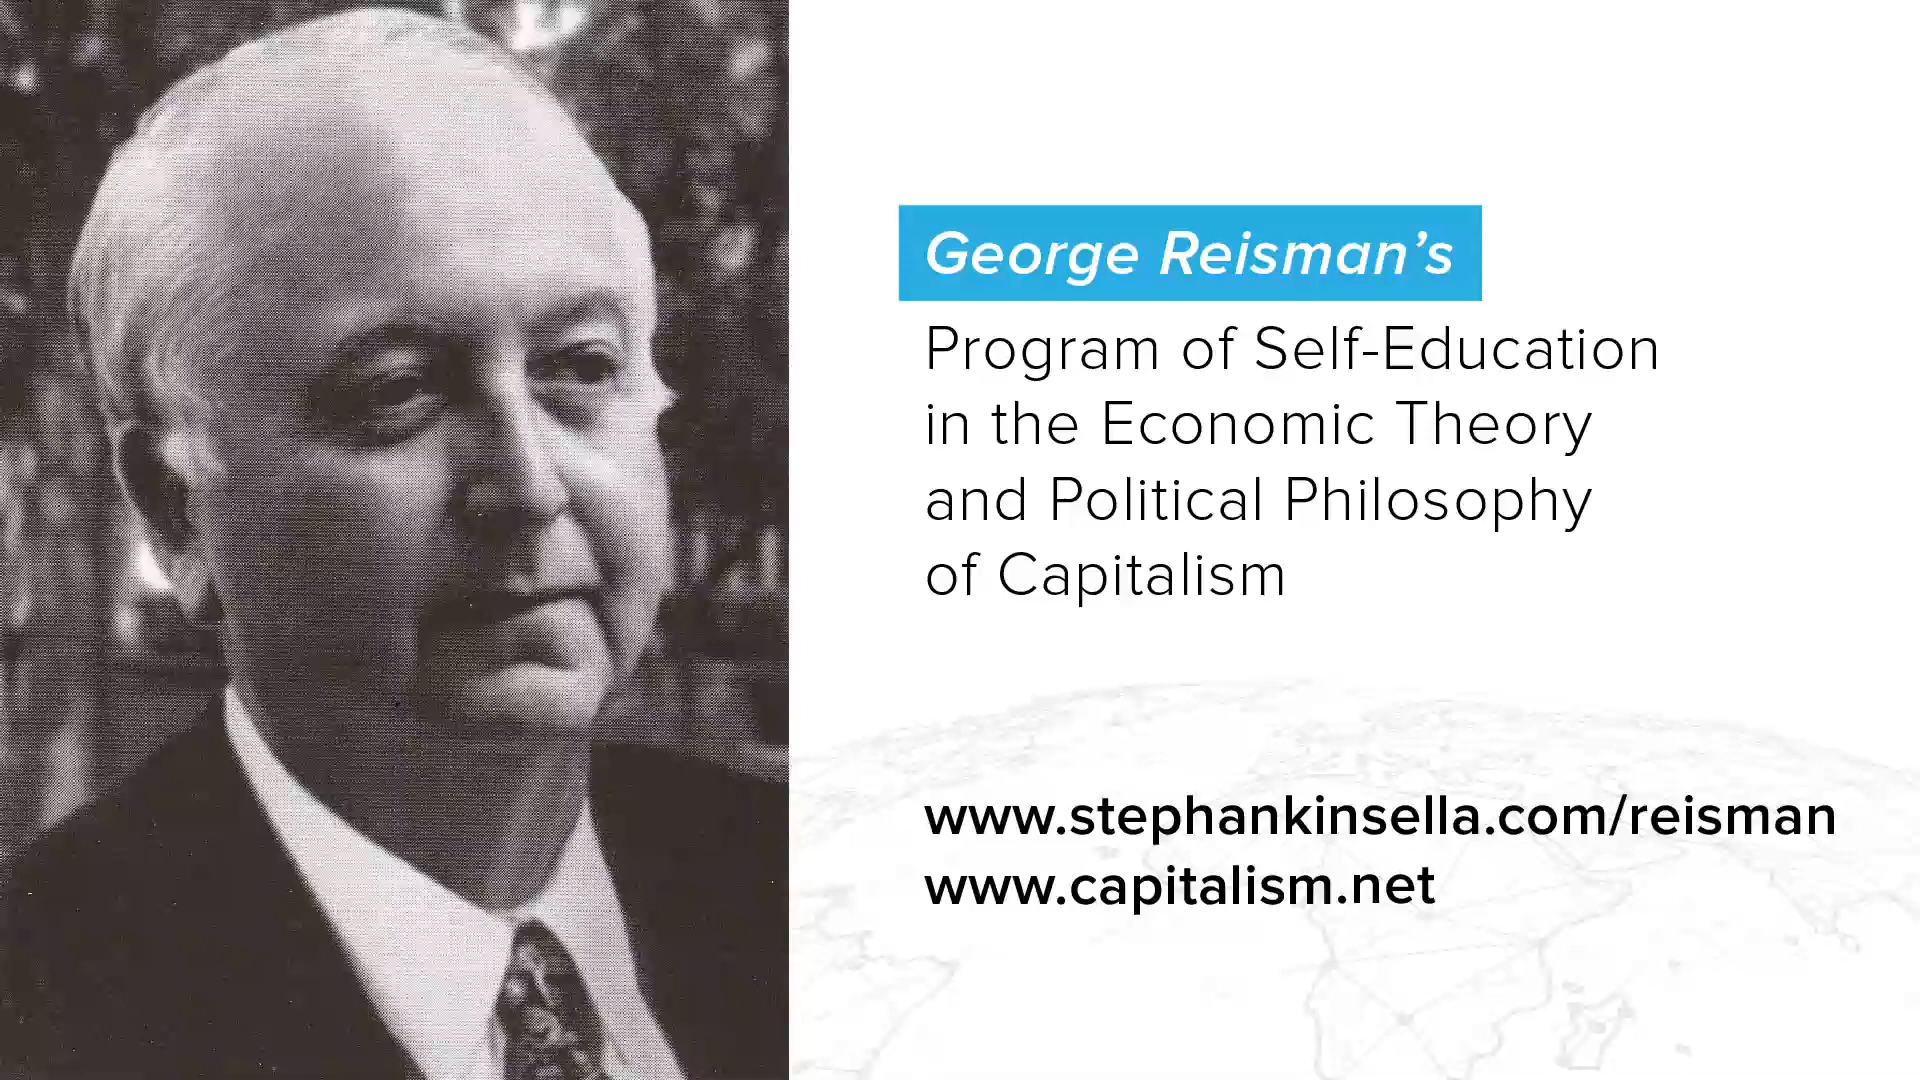 George Reisman’s
Program of Self-Education
in the Economic Theory
and Political Philosophy
of Capitalism
www.stephankinsella.com/reisman
www.capitalism.net